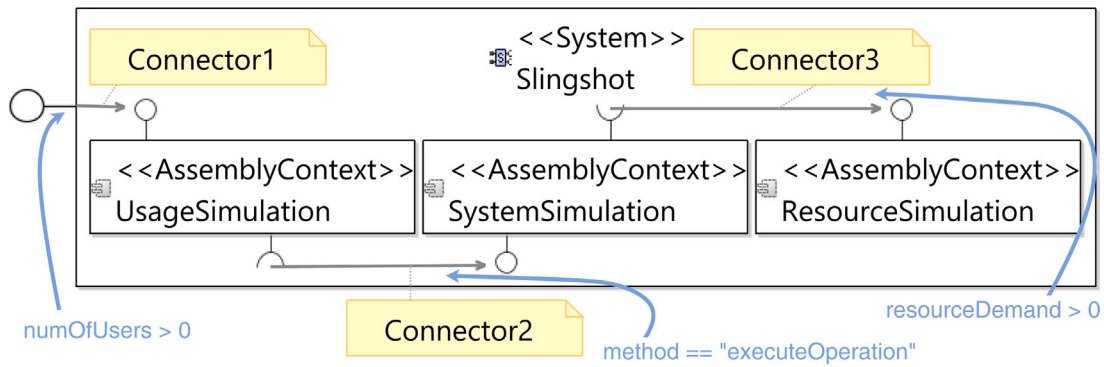 <<System>>
Slingshot
Connector1
Connector3
<<AssemblyContext>>
UsageSimulation
<<AssemblyContext>>
SystemSimulation
<<AssemblyContext>>
ResourceSimulation
Connector2
numOfUsers > 0
method == "executeOperation"
resourceDemand > 0